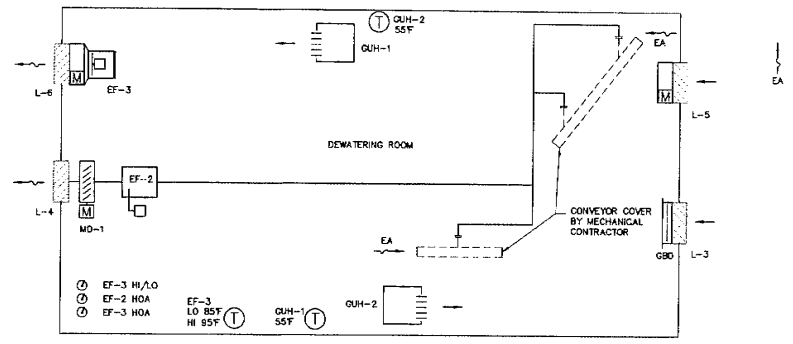 T
GUH-2
55°F
GUH-1
EA
EA
M
L-6
EF-3
M
L-5
DEWATERING ROOM
EF-2
L-4
M
MD-1
EA
CONVEYOR COVER
BY MECHANICAL
CONTRACTOR
GBD
L-3
EF-3 HI/LO
EF-2 HOA
EF-3 HOA
EF-3
LO 85°F
HI 95°F
T
GUH-1
55°F
T
GUH-2